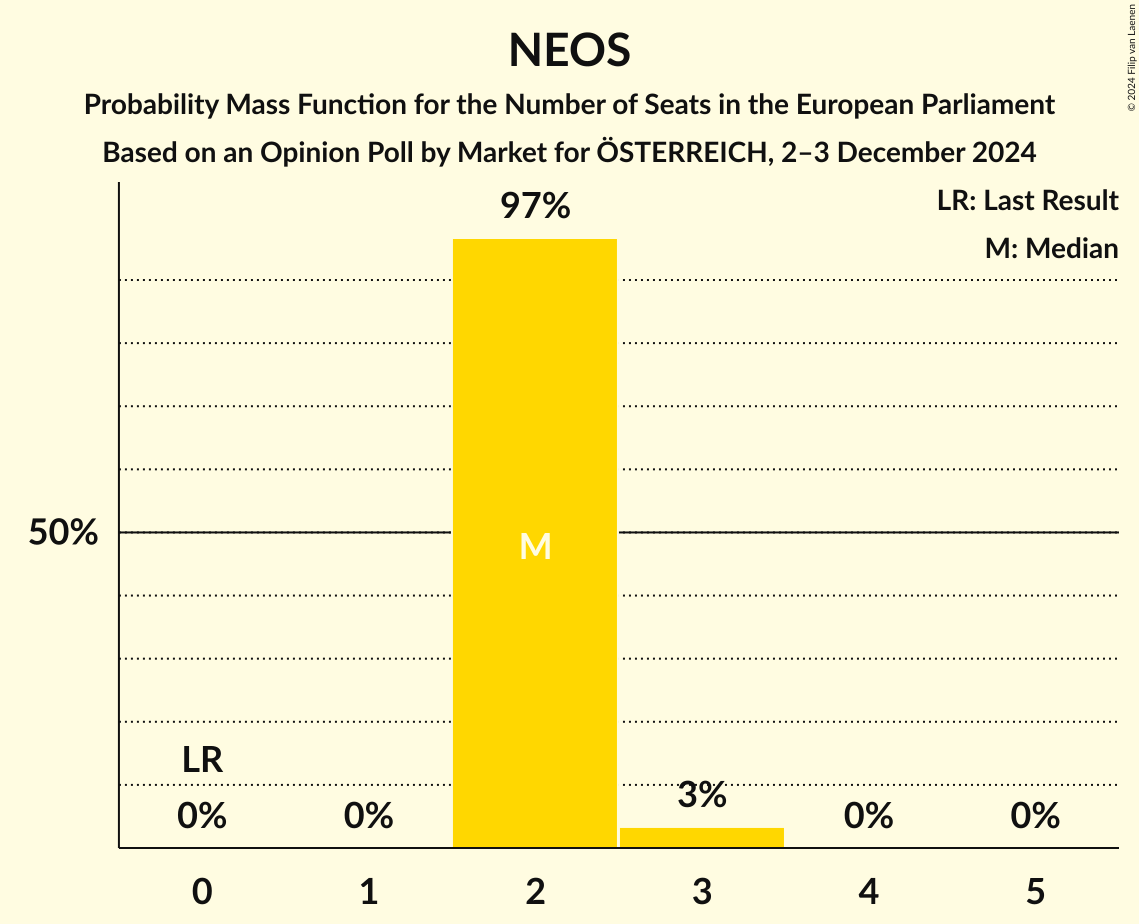 NEOS
Probability Mass Function for the Number of Seats in the European Parliament
Based on an Opinion Poll by Market for ÖSTERREICH, 2–3 December 2024
© 2024 Filip van Laenen
LR: Last Result
M: Median
97%
50%
M
LR
0%
0%
3%
0%
0%
0 1 2 3 4 5